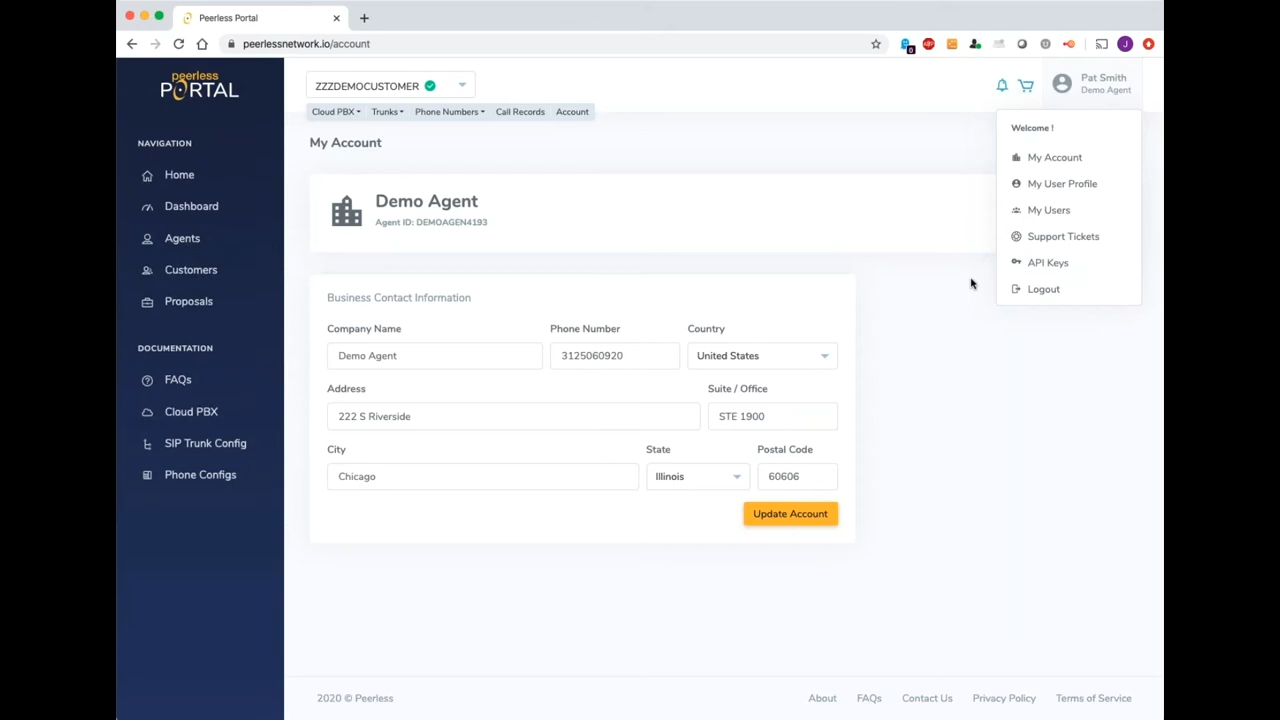 Peerless Portal
peerlessnetwork.io/account
0
ABP
J
peerless
PORTAL
ZZZDEMOCUSTOMER
Pat Smith
Demo Agent
Cloud PBX
Trunks
Phone Numbers
Call Records
Account
Welcome !
My Account
My User Profile
My Users
Support Tickets
API Keys
Logout
NAVIGATION
Home
Dashboard
Agents
Customers
Proposals
DOCUMENTATION
FAQs
Cloud PBX
SIP Trunk Config
Phone Configs
My Account
Demo Agent
Agent ID: DEMOAGEN4193
Business Contact Information
Company Name
Phone Number
Country
Demo Agent
3125060920
United States
Address
Suite / Office
222 S Riverside
STE 1900
City
State
Postal Code
Chicago
Illinois
60606
Update Account
2020 © Peerless
About
FAQs
Contact Us
Privacy Policy
Terms of Service